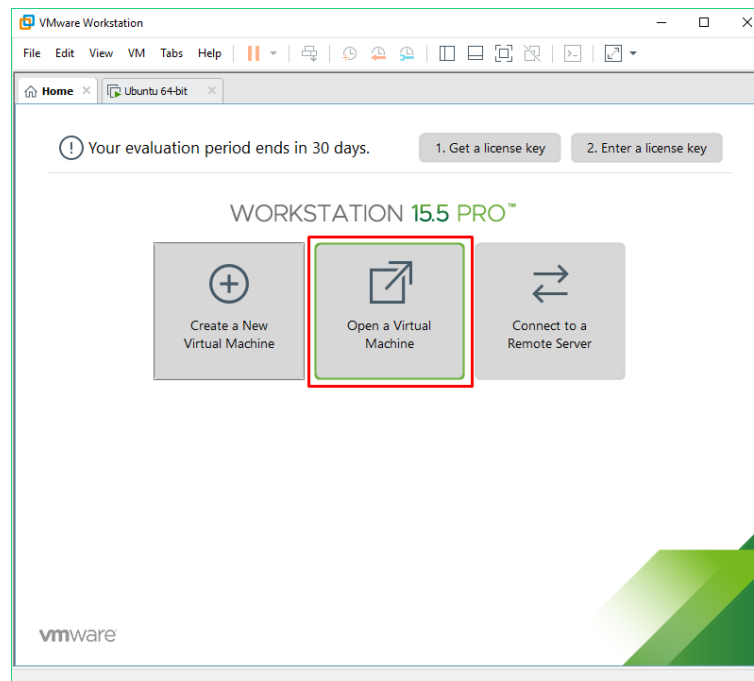 VMware Workstation
File Edit View VM Tabs Help
Home Ubuntu 64-bit
Your evaluation period ends in 30 days. 1. Get a license key 2. Enter a license key
WORKSTATION 15.5 PRO™
Create a New
Virtual Machine
Open a Virtual
Machine
Connect to a
Remote Server
vmware